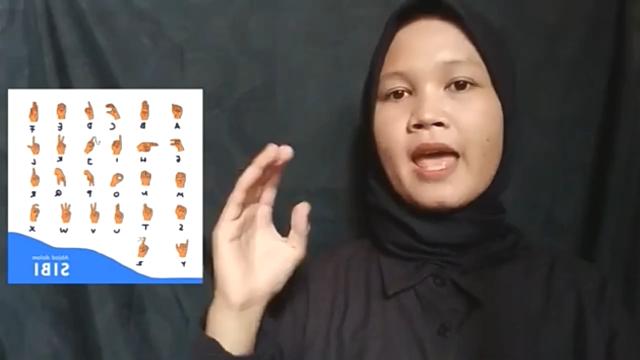 A B C D E F
G H I J K L
M N O P Q R
S T U V W X
Y Z
Abjad dalam
SIBI